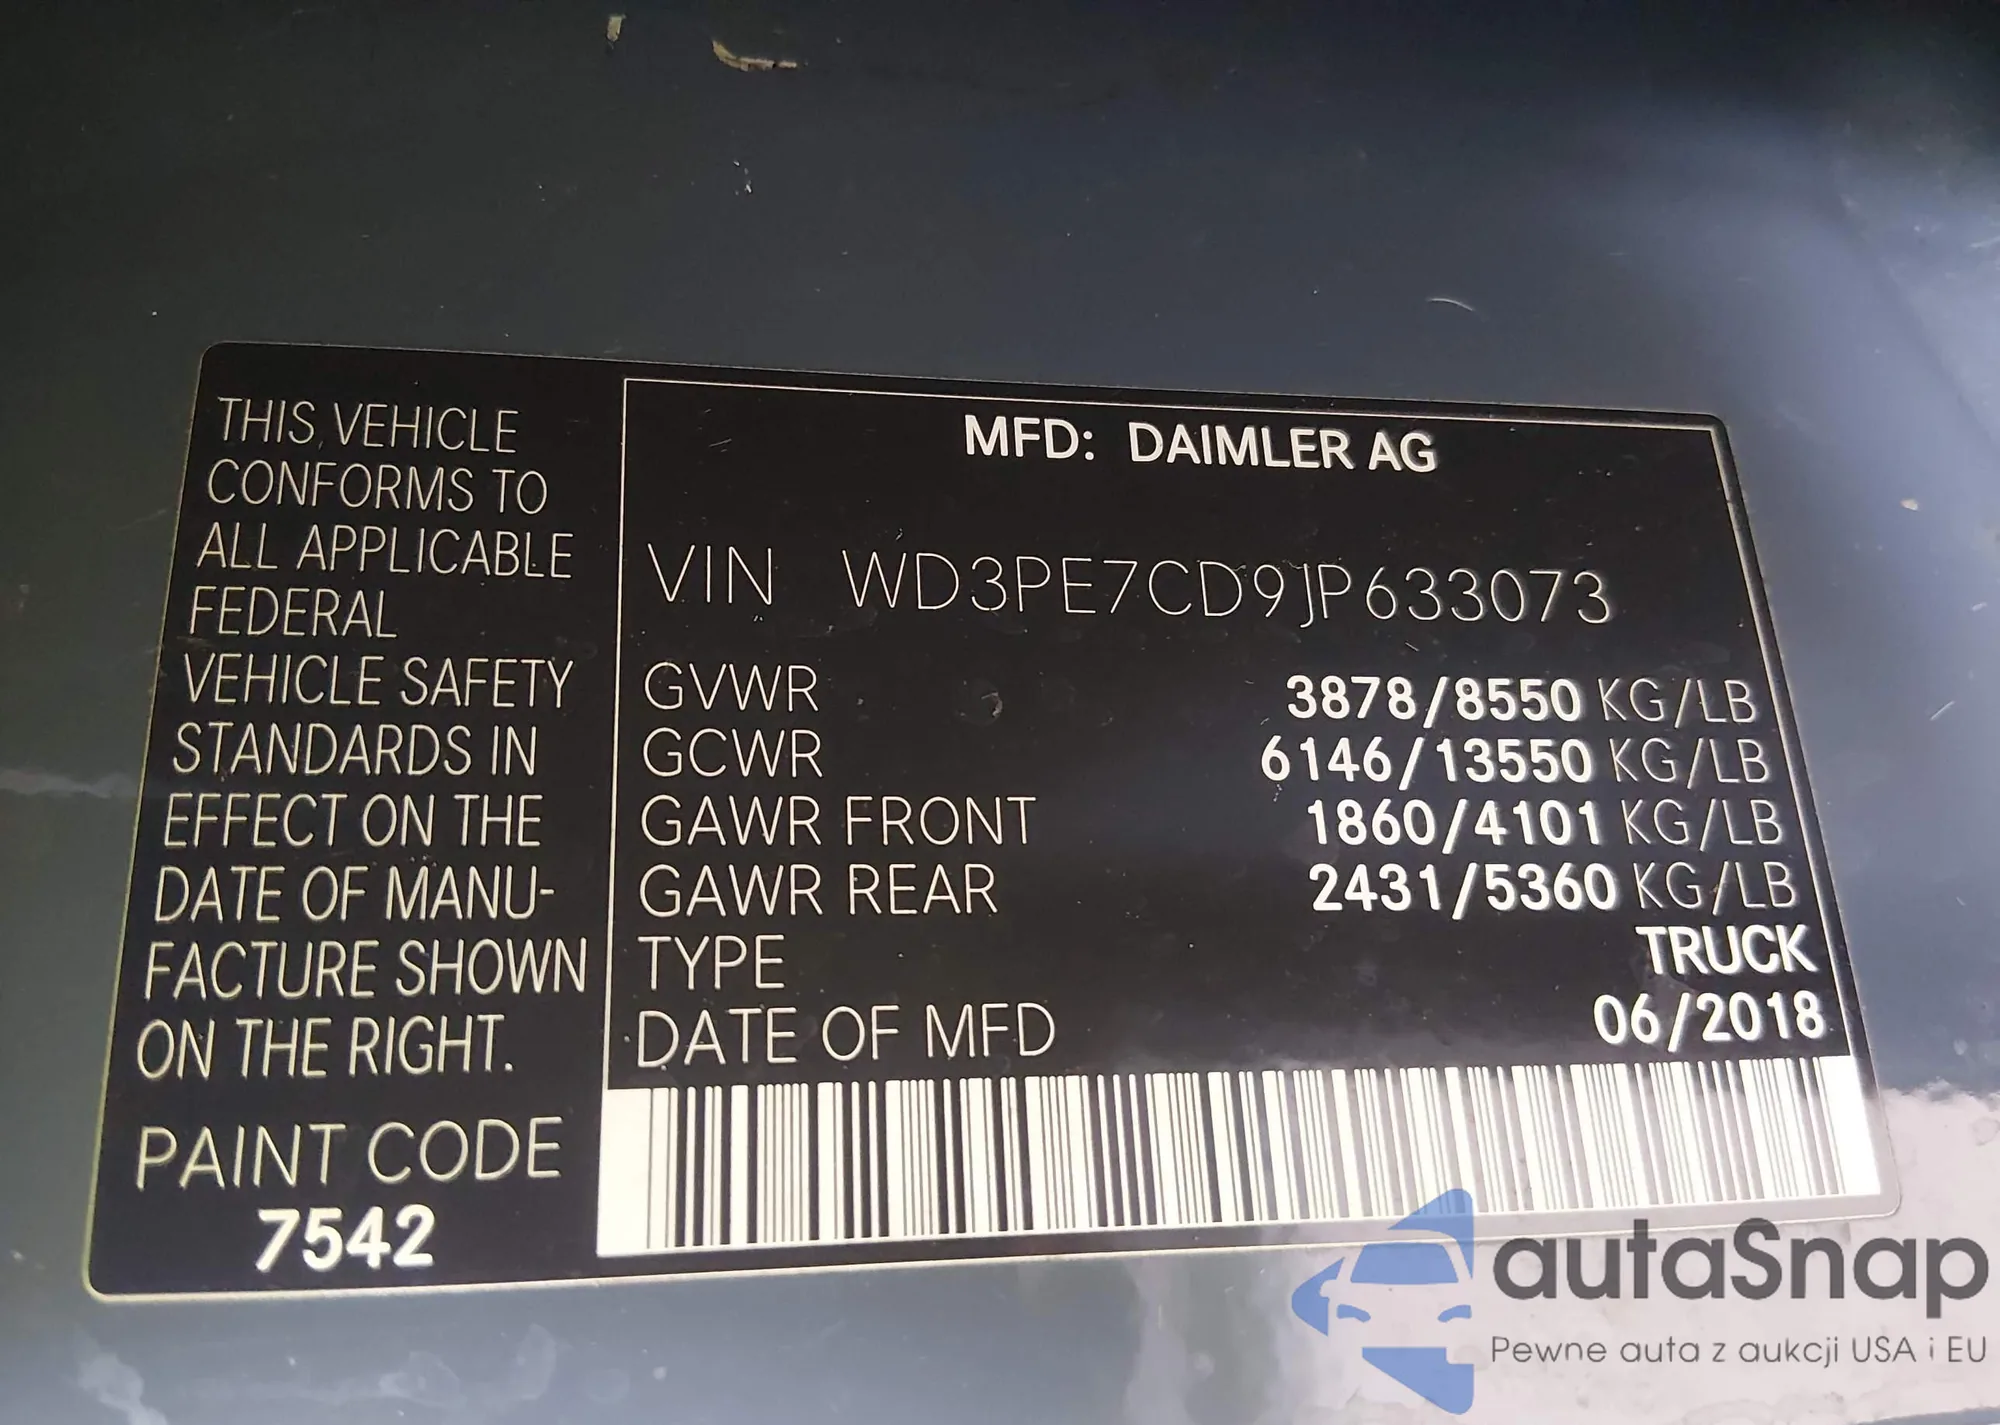 THIS VEHICLE
CONFORMS TO
ALL APPLICABLE
FEDERAL
VEHICLE SAFETY
STANDARDS IN
EFFECT ON THE
DATE OF MANU-
FACTURE SHOWN
ON THE RIGHT.
PAINT CODE
7542
MFD: DAIMLER AG
VIN WD3PE7CD9JP633073
GVWR 3878/8550 KG/LB
GCWR 6146/13550 KG/LB
GAWR FRONT 1860/4101 KG/LB
GAWR REAR 2431/5360 KG/LB
TYPE TRUCK
DATE OF MFD 06/2018
autaSnap
Pewne auta z aukcji USA i EU